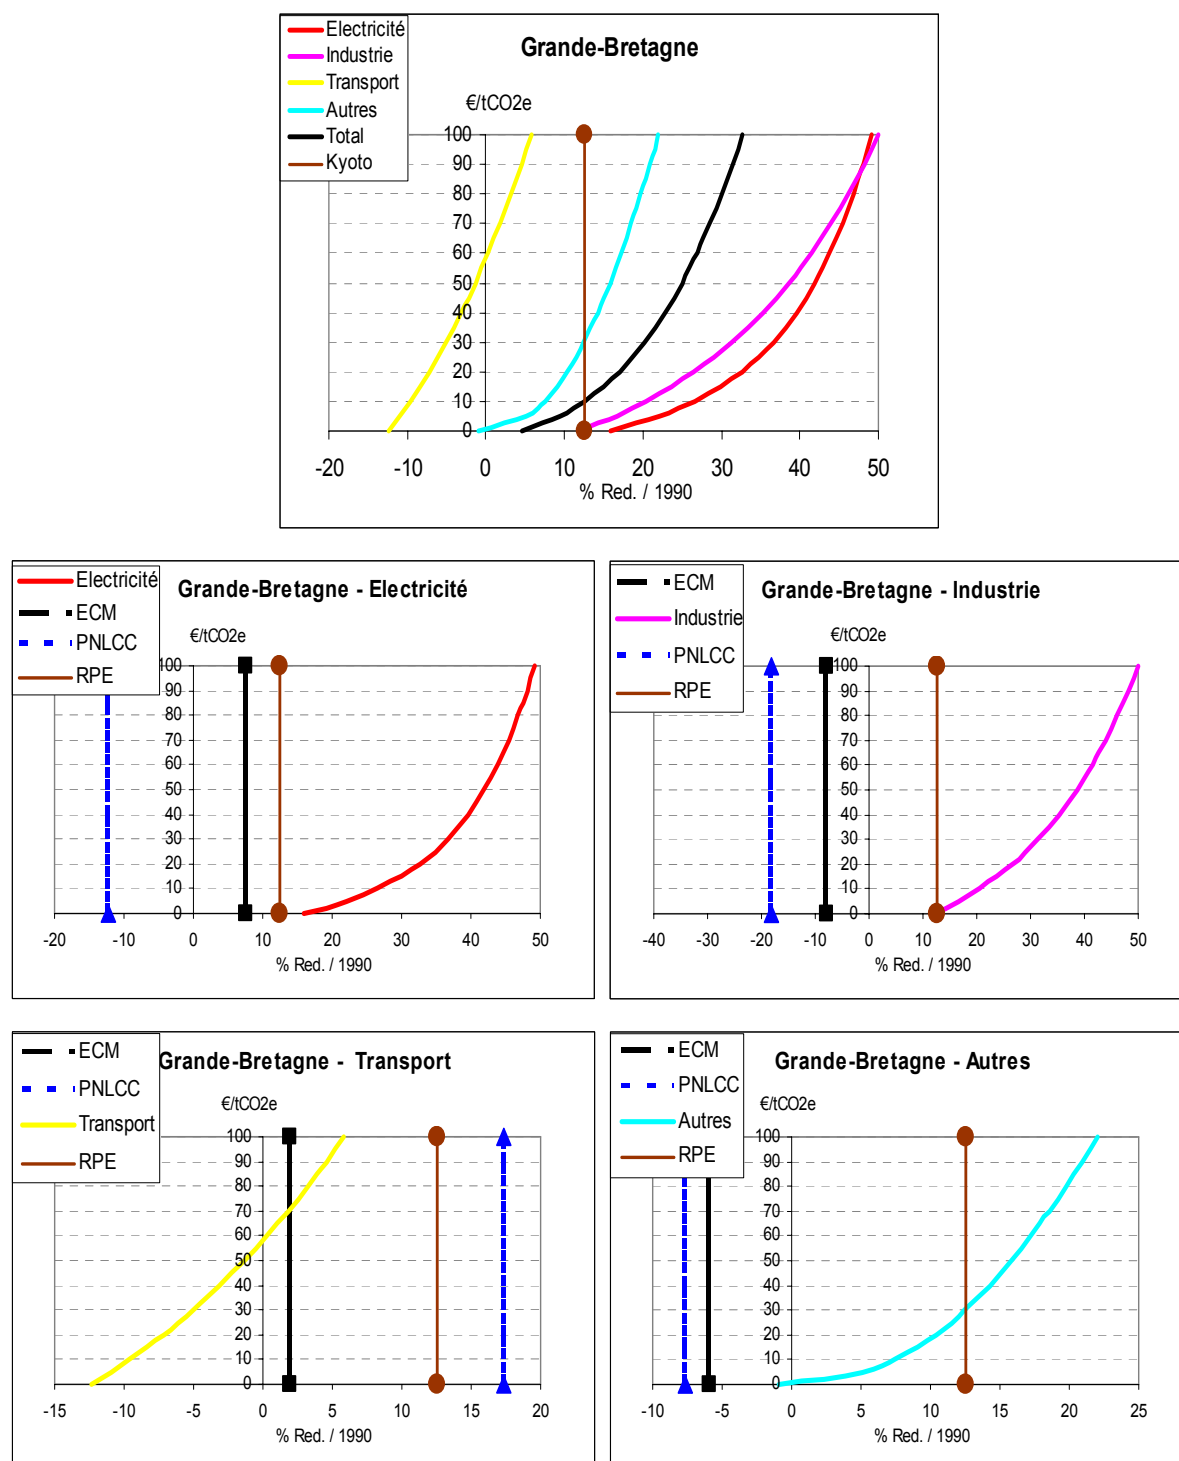 Electricité
Industrie
Transport
Autres
Total
Kyoto
Grande-Bretagne
€/tCO2e
100
90
80
70
60
50
40
30
20
10
0
-20 -10 0 10 20 30 40 50
% Red. / 1990
Electricité
ECM
PNLCC
RPE
Grande-Bretagne - Electricité
€/tCO2e
100
90
80
70
60
50
40
30
20
10
0
-20 -10 0 10 20 30 40 50
% Red. / 1990
ECM
Industrie
PNLCC
RPE
Grande-Bretagne - Industrie
€/tCO2e
100
90
80
70
60
50
40
30
20
10
0
-40 -30 -20 -10 0 10 20 30 40 50
% Red. / 1990
ECM
PNLCC
Transport
RPE
Grande-Bretagne - Transport
€/tCO2e
100
90
80
70
60
50
40
30
20
10
0
-15 -10 -5 0 5 10 15 20
% Red. / 1990
ECM
PNLCC
Autres
RPE
Grande-Bretagne - Autres
€/tCO2e
100
90
80
70
60
50
40
30
20
10
0
-10 -5 0 5 10 15 20 25
% Red. / 1990